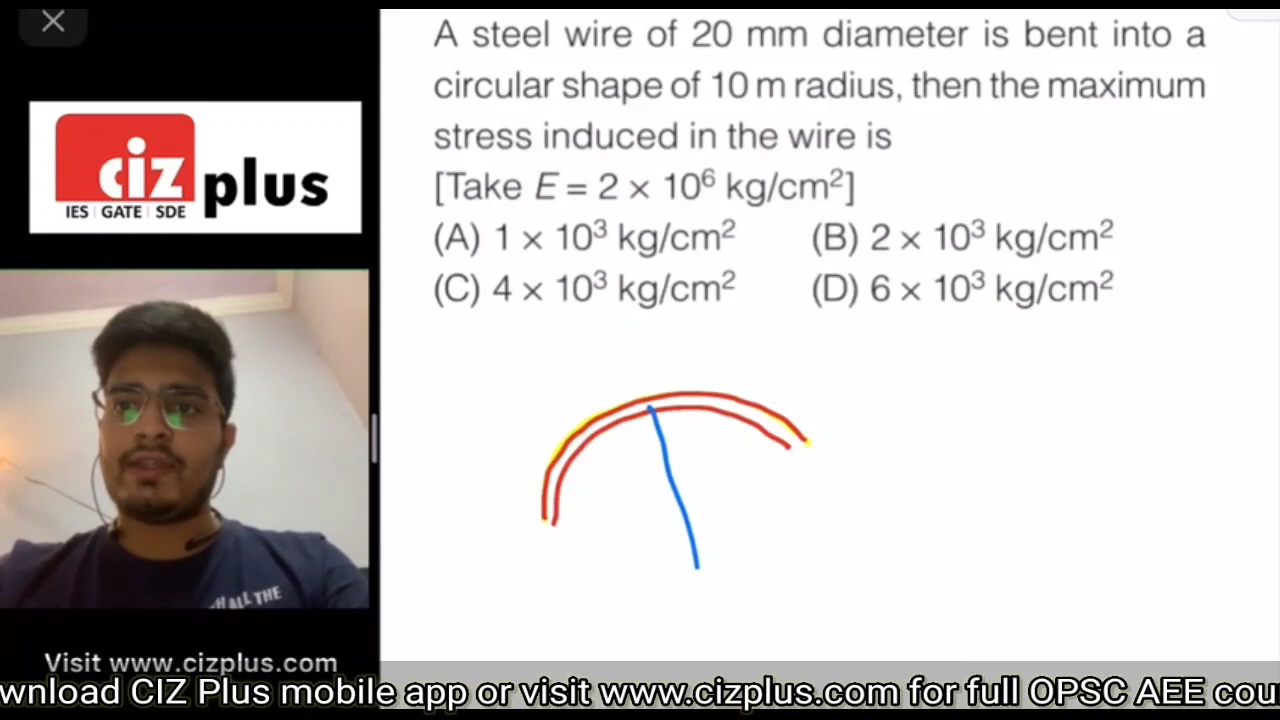 A steel wire of 20 mm diameter is bent into a
circular shape of 10 m radius, then the maximum
stress induced in the wire is
[Take E = 2 × 10⁶ kg/cm²]
(A) 1 × 10³ kg/cm² (B) 2 × 10³ kg/cm²
(C) 4 × 10³ kg/cm² (D) 6 × 10³ kg/cm²
ciz plus
IES | GATE | SDE
ALL THE
Visit www.cizplus.com
wnload CIZ Plus mobile app or visit www.cizplus.com for full OPSC AEE cou